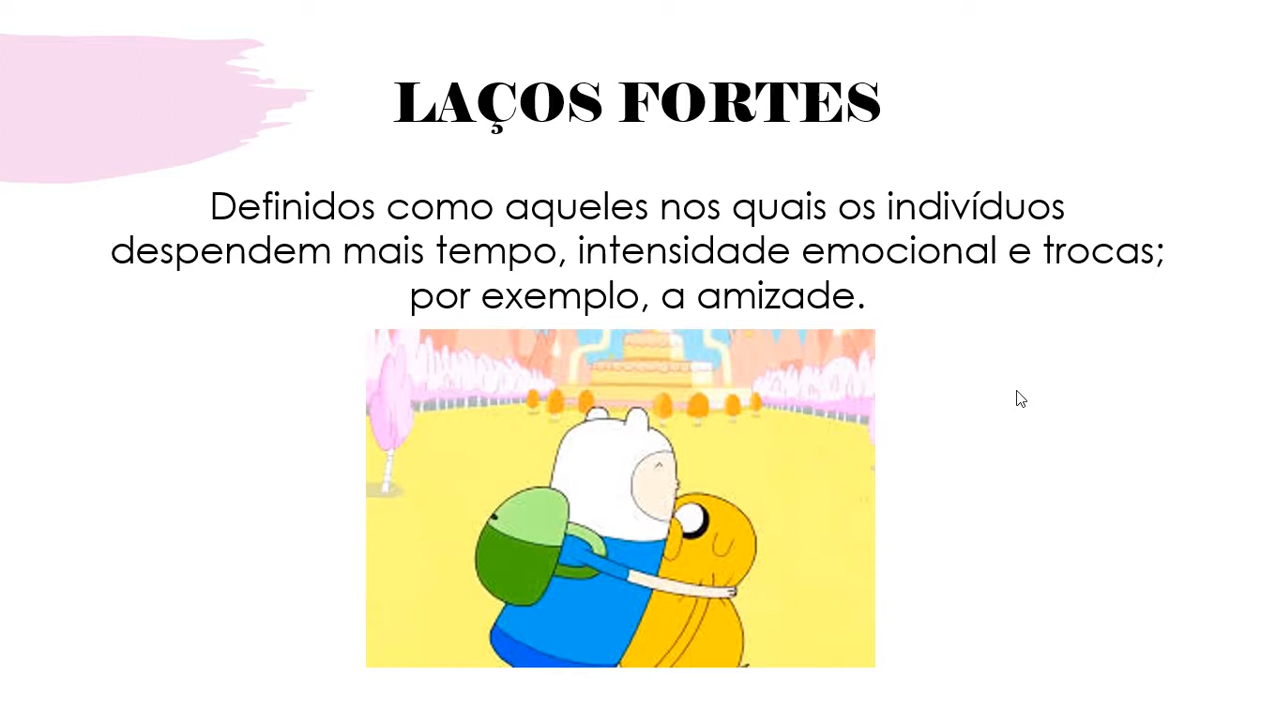 LAÇOS FORTES
Definidos como aqueles nos quais os indivíduos
despendem mais tempo, intensidade emocional e trocas;
por exemplo, a amizade.